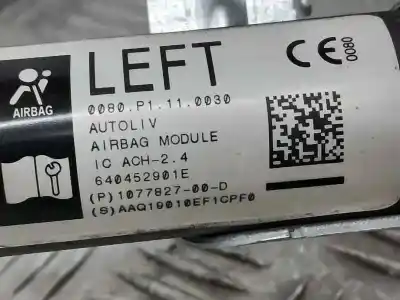 LEFT
CE
0080
AIRBAG
0080.P1.11.0030
AUTOLIV
AIRBAG MODULE
IC ACH-2.4
640452901E
(P)1077827-00-D
(S)AAQ19010EF1CPF0